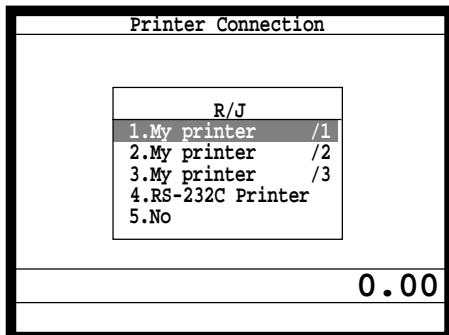 Printer Connection
R/J
1.My printer /1
2.My printer /2
3.My printer /3
4.RS-232C Printer
5.No
0.00